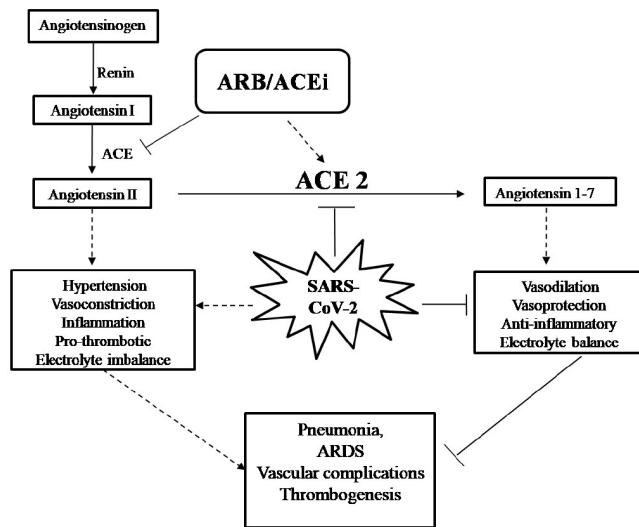 Angiotensinogen
Renin
ARB/ACEi
Angiotensin I
ACE
ACE 2
Angiotensin II
Angiotensin 1-7
Hypertension
Vasoconstriction
Inflammation
Pro-thrombotic
Electrolyte imbalance
SARS-
CoV-2
Vasodilation
Vasoprotection
Anti-inflammatory
Electrolyte balance
Pneumonia,
ARDS
Vascular complications
Thrombogenesis